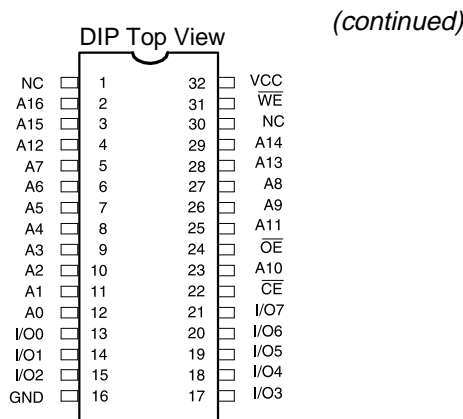 (continued)
DIP Top View
NC 1 32 VCC
A16 2 31 W̅E̅
A15 3 30 NC
A12 4 29 A14
A7 5 28 A13
A6 6 27 A8
A5 7 26 A9
A4 8 25 A11
A3 9 24 O̅E̅
A2 10 23 A10
A1 11 22 C̅E̅
A0 12 21 I/O7
I/O0 13 20 I/O6
I/O1 14 19 I/O5
I/O2 15 18 I/O4
GND 16 17 I/O3